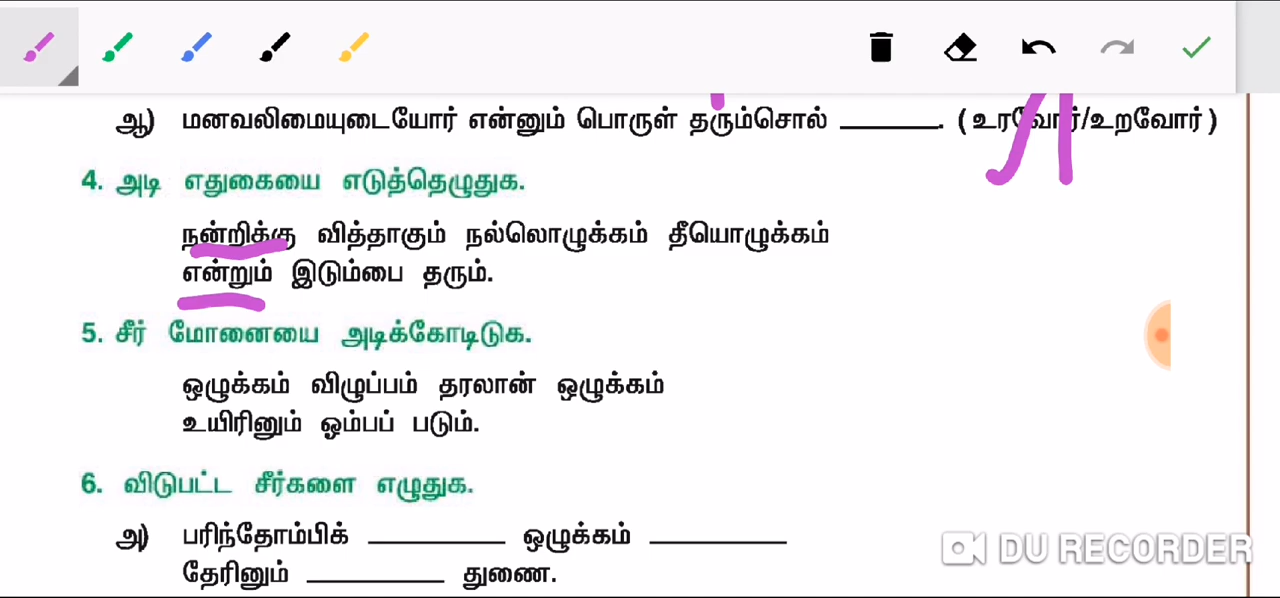 ஆ) மனவலிமையுடையோர் என்னும் பொருள் தரும்சொல் ________. (உரவோர்/உறவோர்)
4. அடி எதுகையை எடுத்தெழுதுக.
நன்றிக்கு வித்தாகும் நல்லொழுக்கம் தீயொழுக்கம்
என்றும் இடும்பை தரும்.
5. சீர் மோனையை அடிக்கோடிடுக.
ஒழுக்கம் விழுப்பம் தரலான் ஒழுக்கம்
உயிரினும் ஓம்பப் படும்.
6. விடுபட்ட சீர்களை எழுதுக.
அ) பரிந்தோம்பிக் ________ ஒழுக்கம் ________
தேரினும் ________ துணை.
DU RECORDER